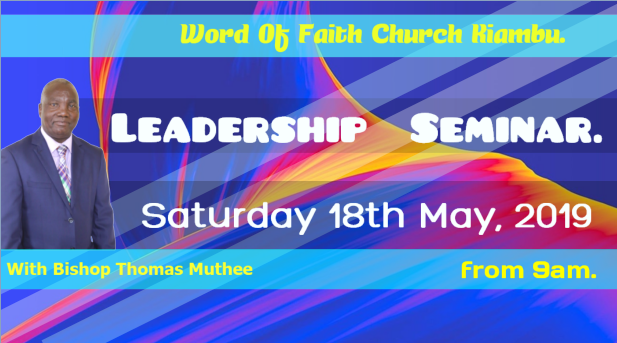 Word Of Faith Church Kiambu.
Leadership Seminar.
Saturday 18th May, 2019
With Bishop Thomas Muthee
from 9am.